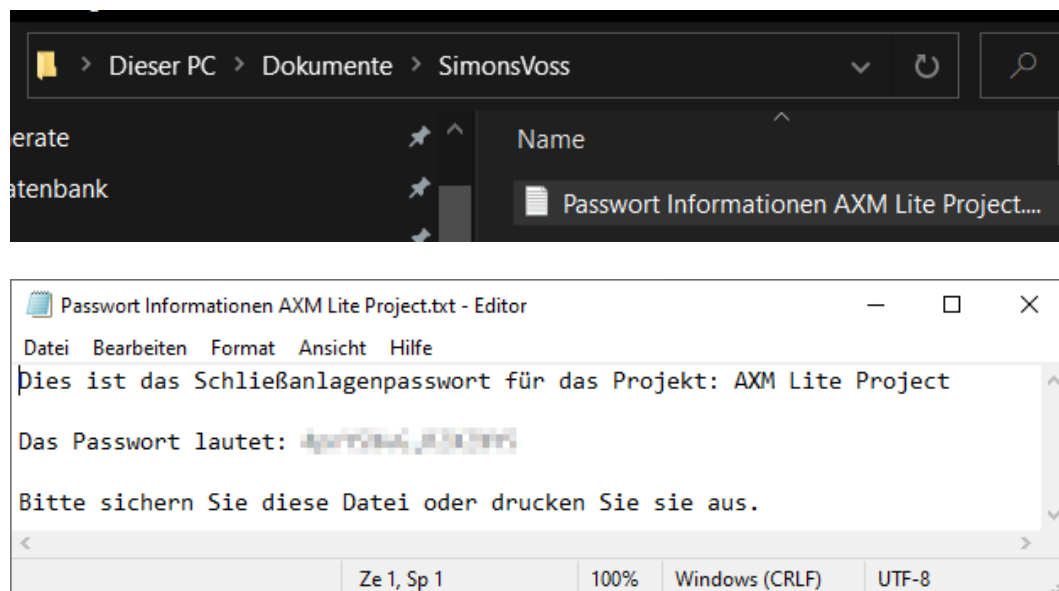 Dieser PC > Dokumente > SimonsVoss
erate
Name
atenbank
Passwort Informationen AXM Lite Project....
Passwort Informationen AXM Lite Project.txt - Editor
Datei Bearbeiten Format Ansicht Hilfe
Dies ist das Schließanlagenpasswort für das Projekt: AXM Lite Project
Das Passwort lautet:
Bitte sichern Sie diese Datei oder drucken Sie sie aus.
Ze 1, Sp 1 100% Windows (CRLF) UTF-8